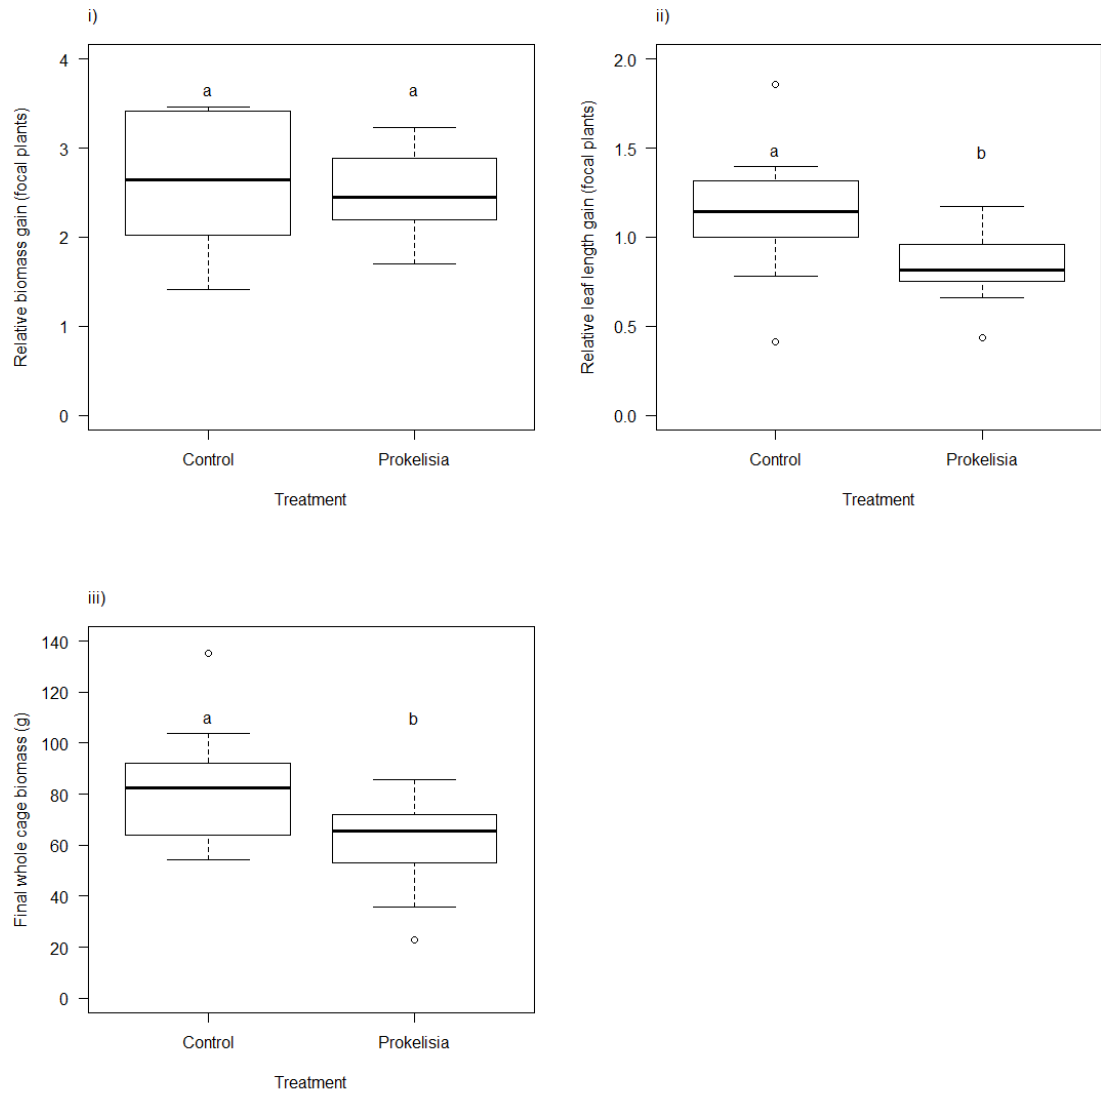 i)
Relative biomass gain (focal plants)
4
3
2
1
0
a
a
Control
Prokelisia
Treatment
ii)
Relative leaf length gain (focal plants)
2.0
1.5
1.0
0.5
0.0
a
b
Control
Prokelisia
Treatment
iii)
Final whole cage biomass (g)
140
120
100
80
60
40
20
0
a
b
Control
Prokelisia
Treatment